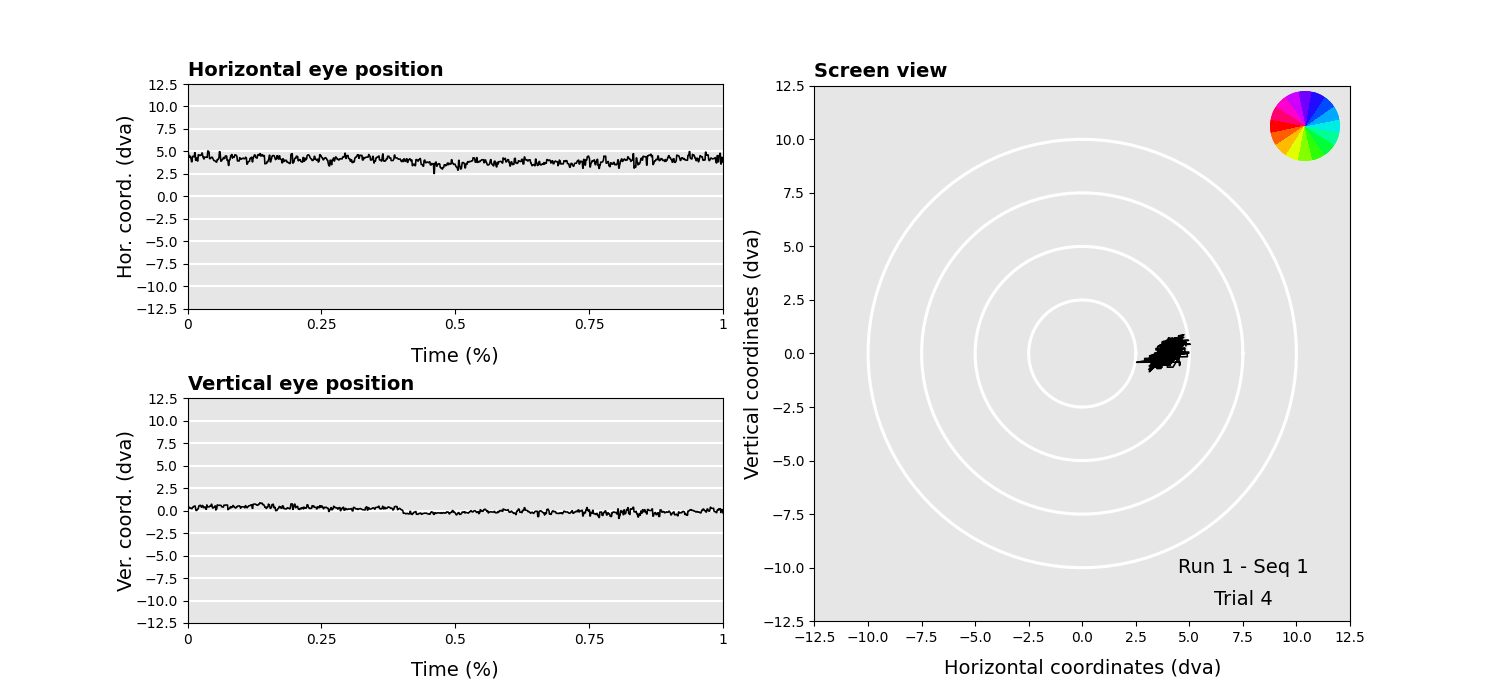 Horizontal eye position
Hor. coord. (dva)
12.5
10.0
7.5
5.0
2.5
0.0
−2.5
−5.0
−7.5
−10.0
−12.5
0 0.25 0.5 0.75 1
Time (%)
Vertical eye position
Ver. coord. (dva)
12.5
10.0
7.5
5.0
2.5
0.0
−2.5
−5.0
−7.5
−10.0
−12.5
0 0.25 0.5 0.75 1
Time (%)
Screen view
Vertical coordinates (dva)
12.5
10.0
7.5
5.0
2.5
0.0
−2.5
−5.0
−7.5
−10.0
−12.5
Run 1 - Seq 1
Trial 4
−12.5 −10.0 −7.5 −5.0 −2.5 0.0 2.5 5.0 7.5 10.0 12.5
Horizontal coordinates (dva)